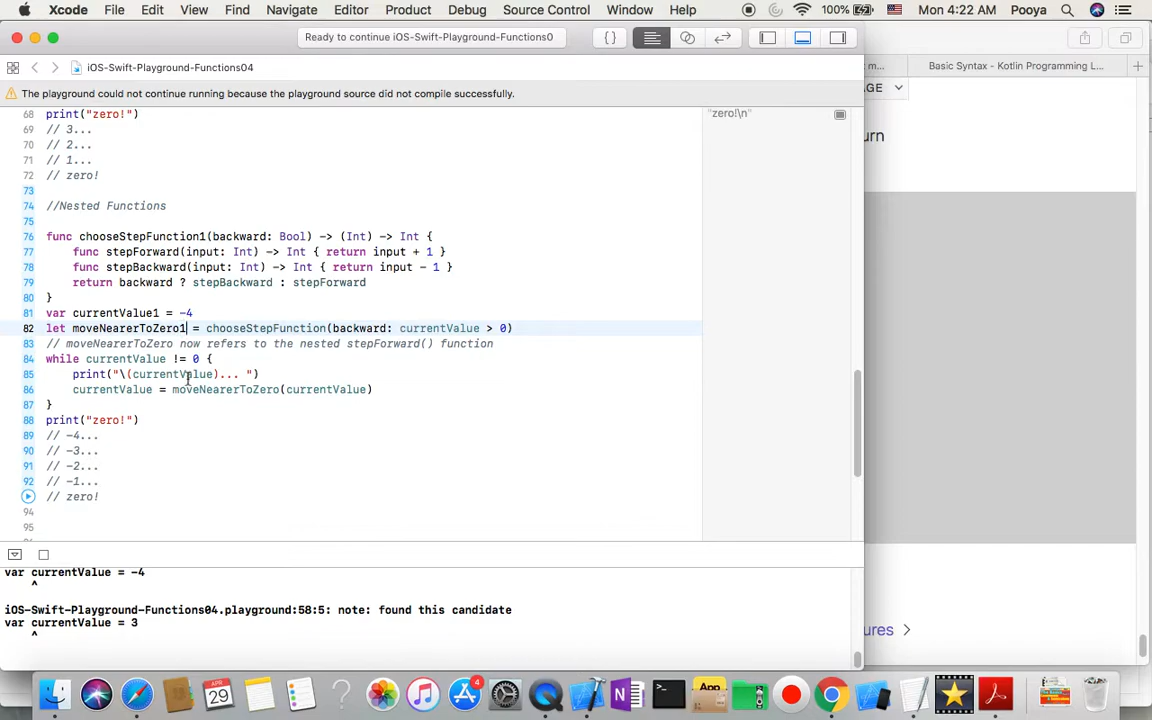 Xcode File Edit View Find Navigate Editor Product Debug Source Control Window Help 100% Mon 4:22 AM Pooya
Ready to continue iOS-Swift-Playground-Functions0
{ }
iOS-Swift-Playground-Functions04
m... Basic Syntax - Kotlin Programming L...
The playground could not continue running because the playground source did not compile successfully.
AGE
68 print("zero!")
"zero!\n"
69 // 3...
urn
70 // 2...
71 // 1...
72 // zero!
73
74 //Nested Functions
75
76 func chooseStepFunction1(backward: Bool) -> (Int) -> Int {
77 func stepForward(input: Int) -> Int { return input + 1 }
78 func stepBackward(input: Int) -> Int { return input - 1 }
79 return backward ? stepBackward : stepForward
80 }
81 var currentValue1 = -4
82 let moveNearerToZero1 = chooseStepFunction(backward: currentValue > 0)
83 // moveNearerToZero now refers to the nested stepForward() function
84 while currentValue != 0 {
85 print("\(currentValue)... ")
86 currentValue = moveNearerToZero(currentValue)
87 }
88 print("zero!")
89 // -4...
90 // -3...
91 // -2...
92 // -1...
// zero!
94
95
var currentValue = -4
^
iOS-Swift-Playground-Functions04.playground:58:5: note: found this candidate
var currentValue = 3
^
ures
APR
29
4
App